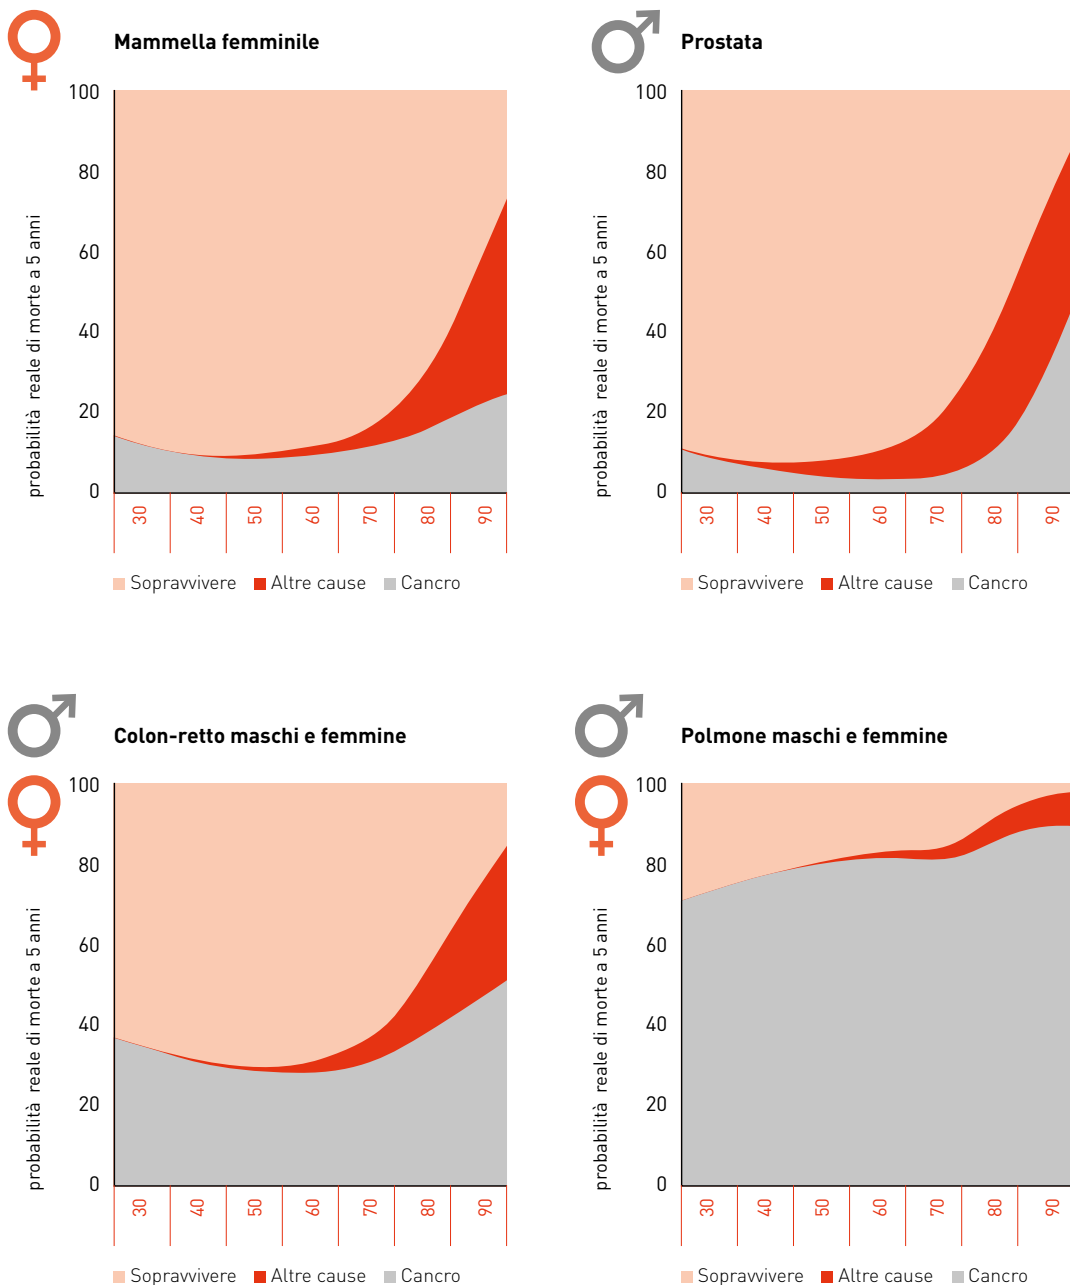 Mammella femminile
probabilità reale di morte a 5 anni
100
80
60
40
20
0
30 40 50 60 70 80 90
Sopravvivere Altre cause Cancro
Prostata
probabilità reale di morte a 5 anni
100
80
60
40
20
0
30 40 50 60 70 80 90
Sopravvivere Altre cause Cancro
Colon-retto maschi e femmine
probabilità reale di morte a 5 anni
100
80
60
40
20
0
30 40 50 60 70 80 90
Sopravvivere Altre cause Cancro
Polmone maschi e femmine
probabilità reale di morte a 5 anni
100
80
60
40
20
0
30 40 50 60 70 80 90
Sopravvivere Altre cause Cancro